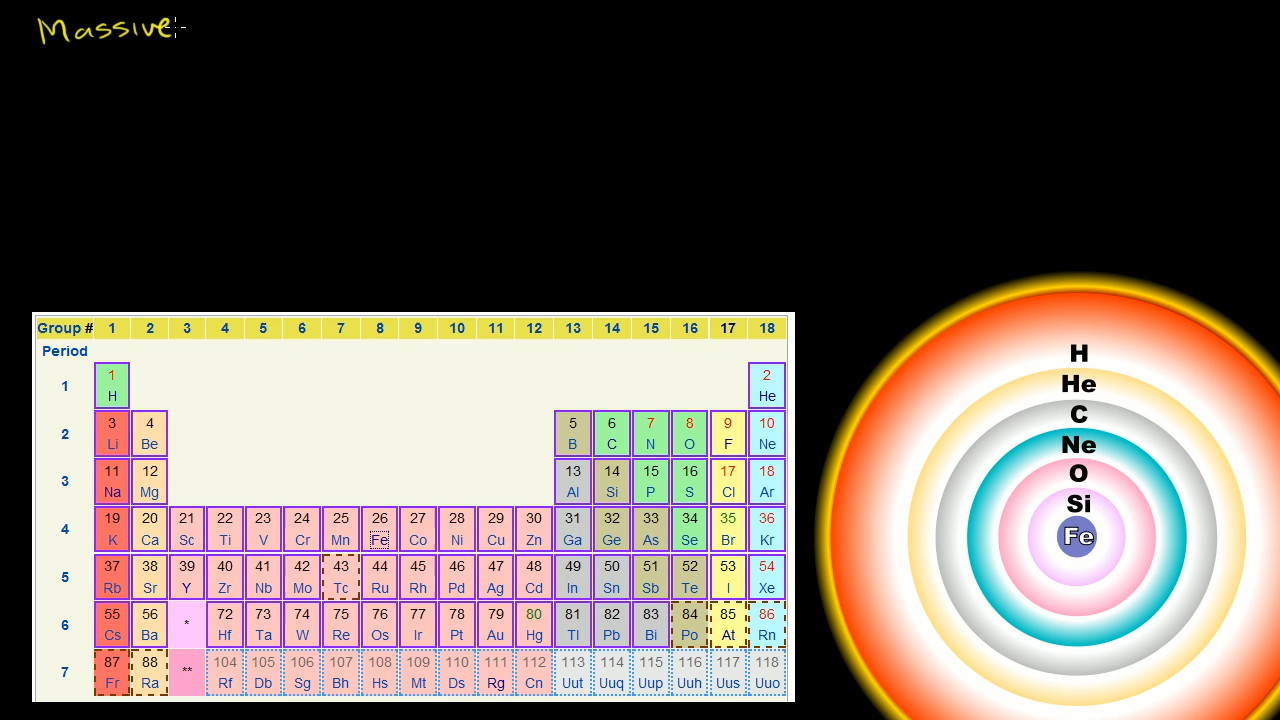 Massive
Group # 1 2 3 4 5 6 7 8 9 10 11 12 13 14 15 16 17 18
Period
1 2
1
H He
3 4 5 6 7 8 9 10
2
Li Be B C N O F Ne
11 12 13 14 15 16 17 18
3
Na Mg Al Si P S Cl Ar
19 20 21 22 23 24 25 26 27 28 29 30 31 32 33 34 35 36
4
K Ca Sc Ti V Cr Mn Fe Co Ni Cu Zn Ga Ge As Se Br Kr
37 38 39 40 41 42 43 44 45 46 47 48 49 50 51 52 53 54
5
Rb Sr Y Zr Nb Mo Tc Ru Rh Pd Ag Cd In Sn Sb Te I Xe
55 56 72 73 74 75 76 77 78 79 80 81 82 83 84 85 86
6 *
Cs Ba Hf Ta W Re Os Ir Pt Au Hg Tl Pb Bi Po At Rn
87 88 104 105 106 107 108 109 110 111 112 113 114 115 116 117 118
7 **
Fr Ra Rf Db Sg Bh Hs Mt Ds Rg Cn Uut Uuq Uup Uuh Uus Uuo
H
He
C
Ne
O
Si
Fe